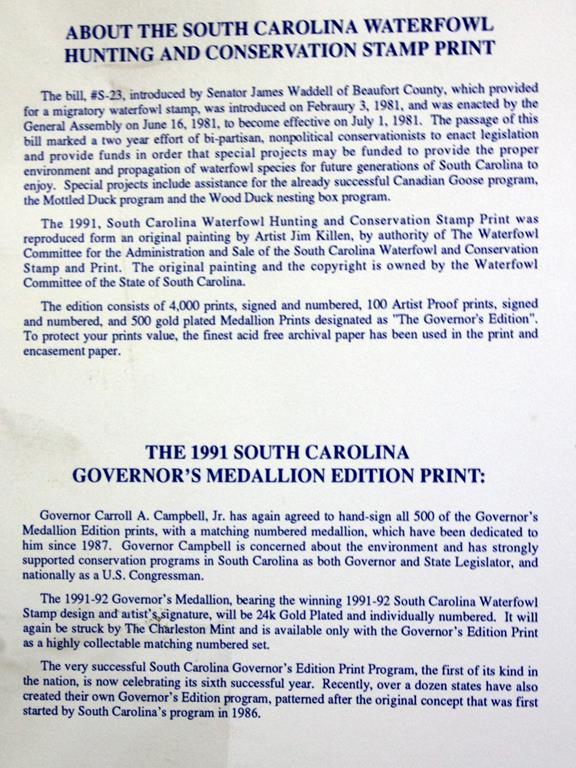 ABOUT THE SOUTH CAROLINA WATERFOWL
HUNTING AND CONSERVATION STAMP PRINT
The bill, #S-23, introduced by Senator James Waddell of Beaufort County, which provided
for a migratory waterfowl stamp, was introduced on Febraury 3, 1981, and was enacted by the
General Assembly on June 16, 1981, to become effective on July 1, 1981. The passage of this
bill marked a two year effort of bi-partisan, nonpolitical conservationists to enact legislation
and provide funds in order that special projects may be funded to provide the proper
environment and propagation of waterfowl species for future generations of South Carolina to
enjoy. Special projects include assistance for the already successful Canadian Goose program,
the Mottled Duck program and the Wood Duck nesting box program.
The 1991, South Carolina Waterfowl Hunting and Conservation Stamp Print was
reproduced form an original painting by Artist Jim Killen, by authority of The Waterfowl
Committee for the Administration and Sale of the South Carolina Waterfowl and Conservation
Stamp and Print. The original painting and the copyright is owned by the Waterfowl
Committee of the State of South Carolina.
The edition consists of 4,000 prints, signed and numbered, 100 Artist Proof prints, signed
and numbered, and 500 gold plated Medallion Prints designated as "The Governor's Edition".
To protect your prints value, the finest acid free archival paper has been used in the print and
encasement paper.
THE 1991 SOUTH CAROLINA
GOVERNOR'S MEDALLION EDITION PRINT:
Governor Carroll A. Campbell, Jr. has again agreed to hand-sign all 500 of the Governor's
Medallion Edition prints, with a matching numbered medallion, which have been dedicated to
him since 1987. Governor Campbell is concerned about the environment and has strongly
supported conservation programs in South Carolina as both Governor and State Legislator, and
nationally as a U.S. Congressman.
The 1991-92 Governor's Medallion, bearing the winning 1991-92 South Carolina Waterfowl
Stamp design and artist's signature, will be 24k Gold Plated and individually numbered. It will
again be struck by The Charleston Mint and is available only with the Governor's Edition Print
as a highly collectable matching numbered set.
The very successful South Carolina Governor's Edition Print Program, the first of its kind in
the nation, is now celebrating its sixth successful year. Recently, over a dozen states have also
created their own Governor's Edition program, patterned after the original concept that was first
started by South Carolina's program in 1986.